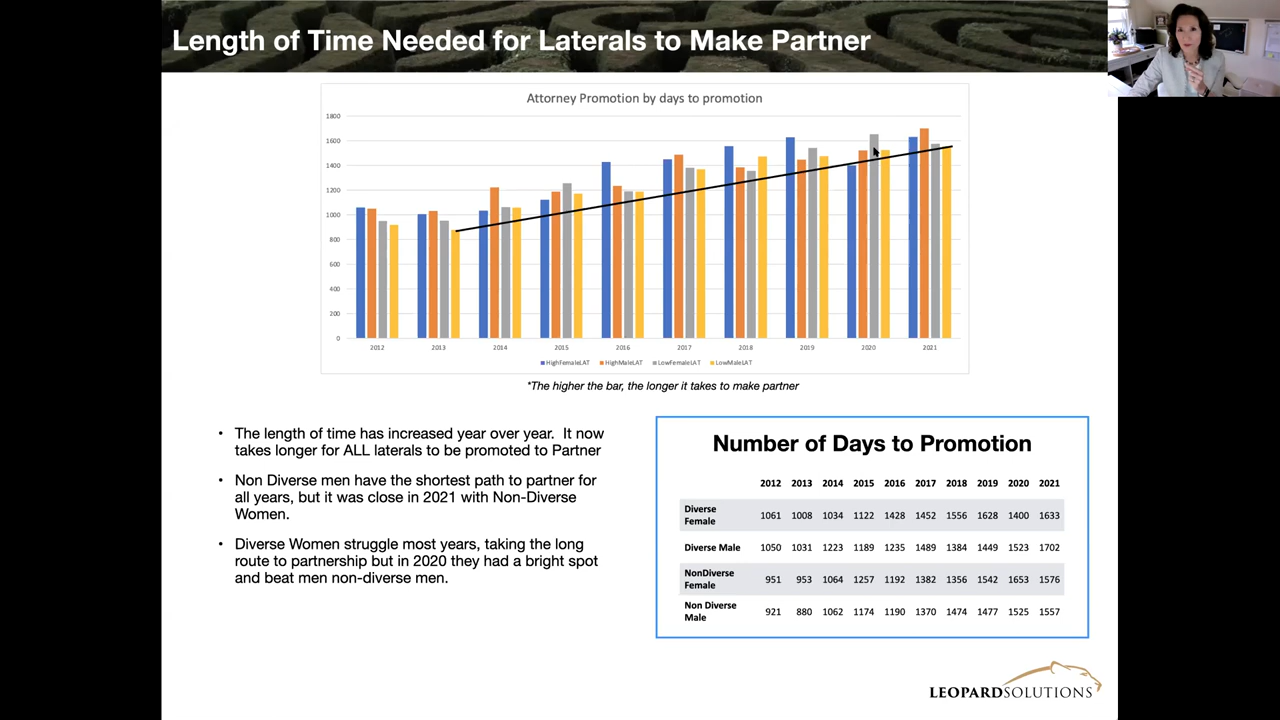 Length of Time Needed for Laterals to Make Partner
Attorney Promotion by days to promotion
1800
1600
1400
1200
1000
800
600
400
200
0
2012 2013 2014 2015 2016 2017 2018 2019 2020 2021
HighFemaleLAT HighMaleLAT LowFemaleLAT LowMaleLAT
*The higher the bar, the longer it takes to make partner
• The length of time has increased year over year. It now
takes longer for ALL laterals to be promoted to Partner
• Non Diverse men have the shortest path to partner for
all years, but it was close in 2021 with Non-Diverse
Women.
• Diverse Women struggle most years, taking the long
route to partnership but in 2020 they had a bright spot
and beat men non-diverse men.
Number of Days to Promotion
2012 2013 2014 2015 2016 2017 2018 2019 2020 2021
Diverse
Female
1061 1008 1034 1122 1428 1452 1556 1628 1400 1633
Diverse Male 1050 1031 1223 1189 1235 1489 1384 1449 1523 1702
NonDiverse
Female
951 953 1064 1257 1192 1382 1356 1542 1653 1576
Non Diverse
Male
921 880 1062 1174 1190 1370 1474 1477 1525 1557
LEOPARDSOLUTIONS